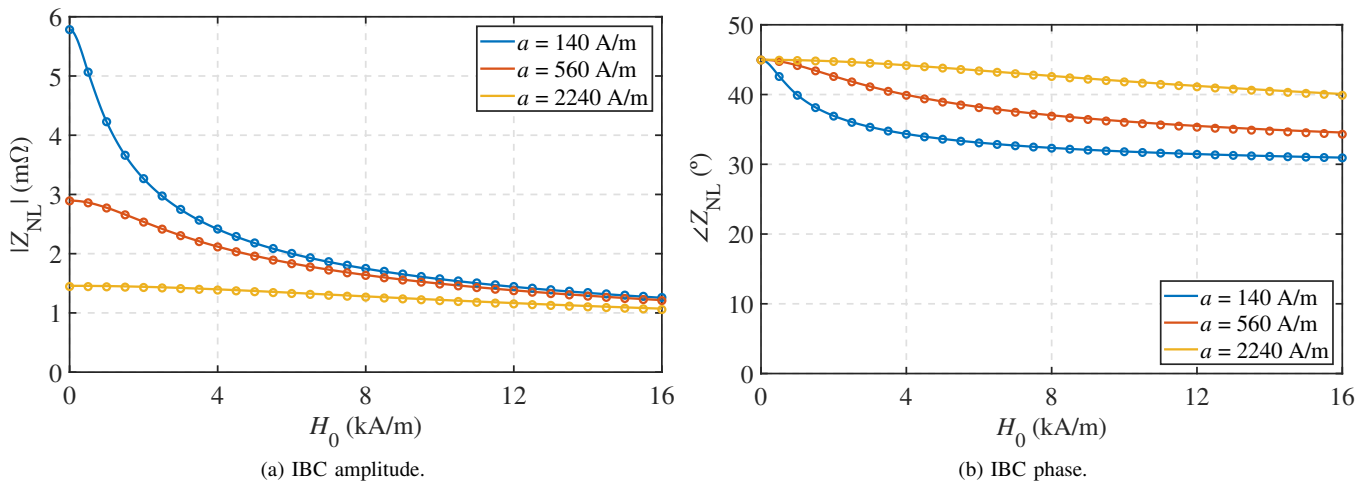 6
5
4
3
2
1
0
|Z_NL| (mΩ)
a = 140 A/m
a = 560 A/m
a = 2240 A/m
0 4 8 12 16
H_0 (kA/m)
(a) IBC amplitude.
50
40
30
20
10
0
∠Z_NL (º)
a = 140 A/m
a = 560 A/m
a = 2240 A/m
0 4 8 12 16
H_0 (kA/m)
(b) IBC phase.